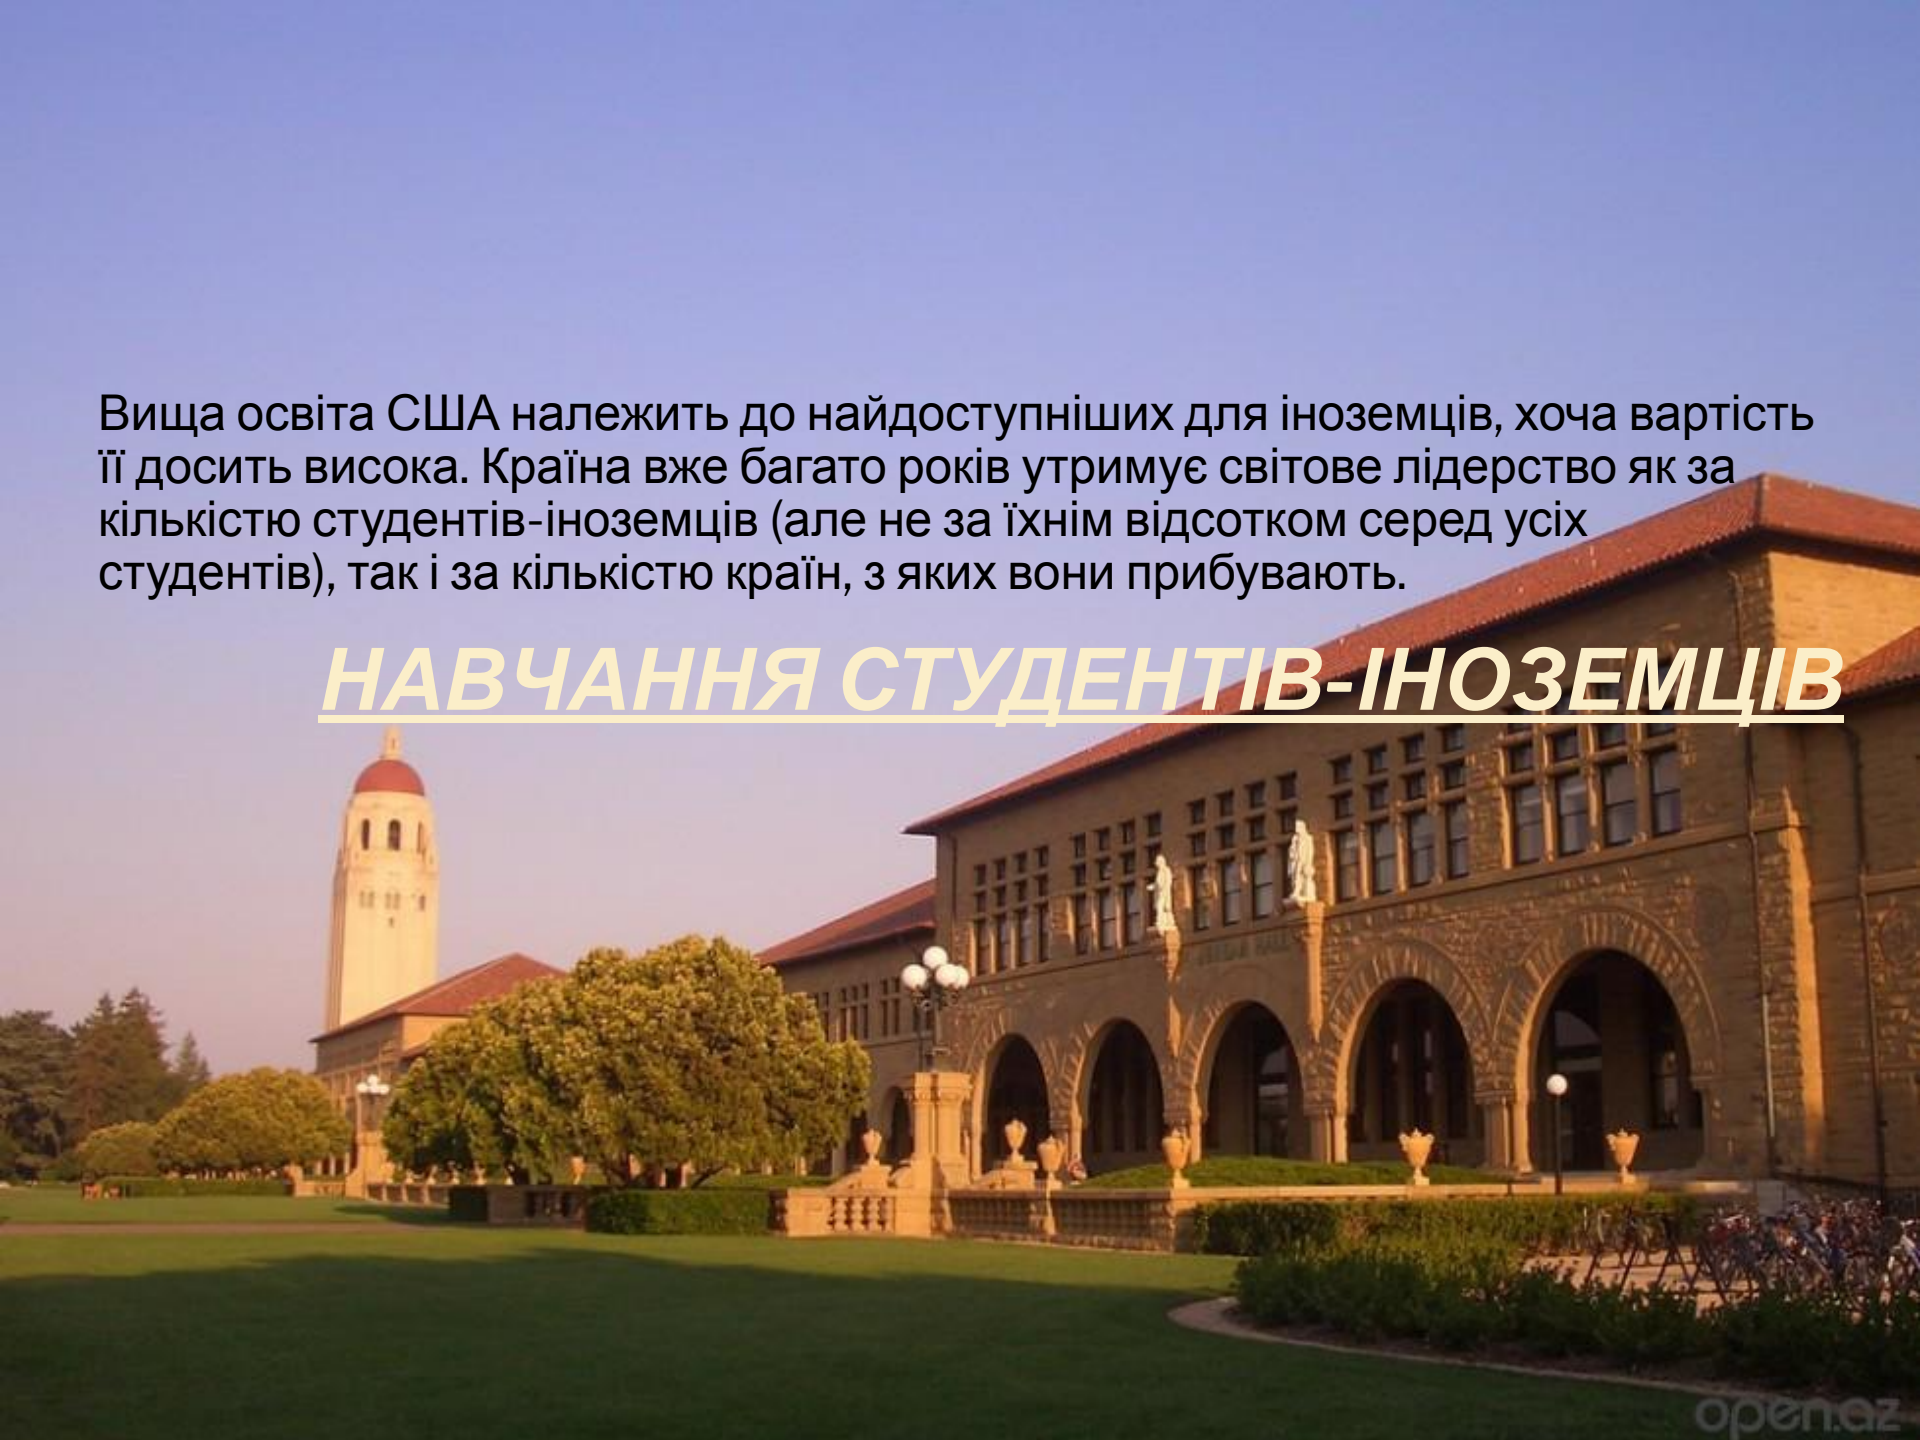 Вища освіта США належить до найдоступніших для іноземців, хоча вартість
її досить висока. Країна вже багато років утримує світове лідерство як за
кількістю студентів-іноземців (але не за їхнім відсотком серед усіх
студентів), так і за кількістю країн, з яких вони прибувають.
НАВЧАННЯ СТУДЕНТІВ-ІНОЗЕМЦІВ
open.az